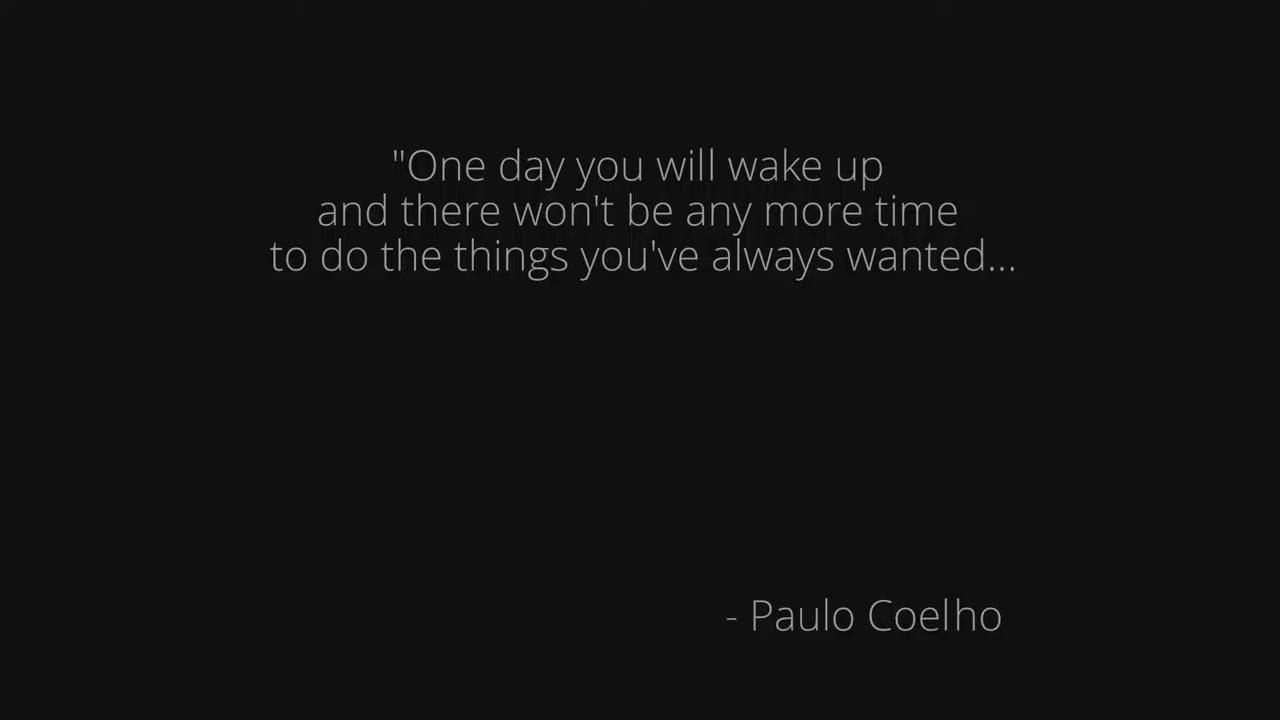 "One day you will wake up
and there won't be any more time
to do the things you've always wanted...
- Paulo Coelho